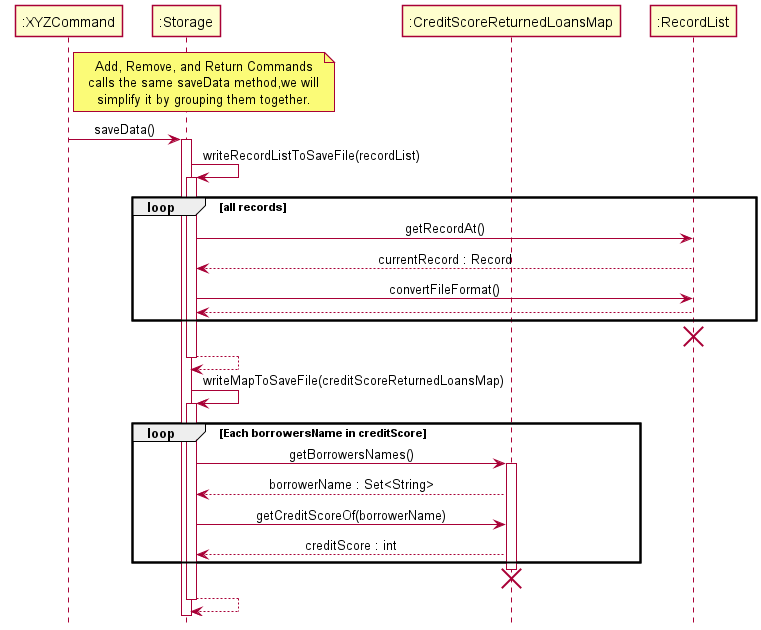 :XYZCommand
:Storage
:CreditScoreReturnedLoansMap
:RecordList
Add, Remove, and Return Commands
calls the same saveData method,we will
simplify it by grouping them together.
saveData()
writeRecordListToSaveFile(recordList)
loop [all records]
getRecordAt()
currentRecord : Record
convertFileFormat()
writeMapToSaveFile(creditScoreReturnedLoansMap)
loop [Each borrowersName in creditScore]
getBorrowersNames()
borrowerName : Set<String>
getCreditScoreOf(borrowerName)
creditScore : int